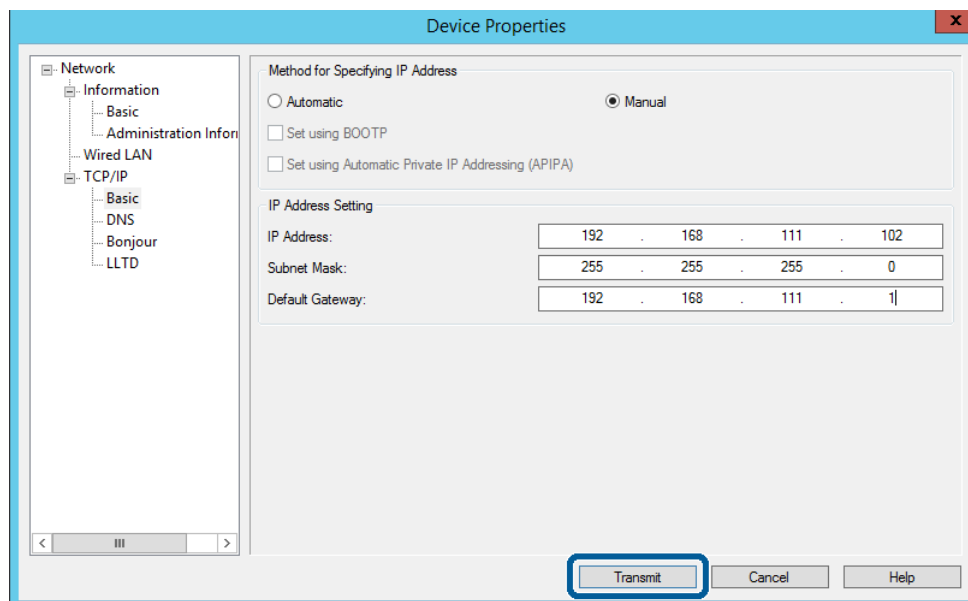 Device Properties
x
Network
Information
Basic
Administration Infor
Wired LAN
TCP/IP
Basic
DNS
Bonjour
LLTD
Method for Specifying IP Address
Automatic
Manual
Set using BOOTP
Set using Automatic Private IP Addressing (APIPA)
IP Address Setting
IP Address: 192 . 168 . 111 . 102
Subnet Mask: 255 . 255 . 255 . 0
Default Gateway: 192 . 168 . 111 . 1
Transmit
Cancel
Help